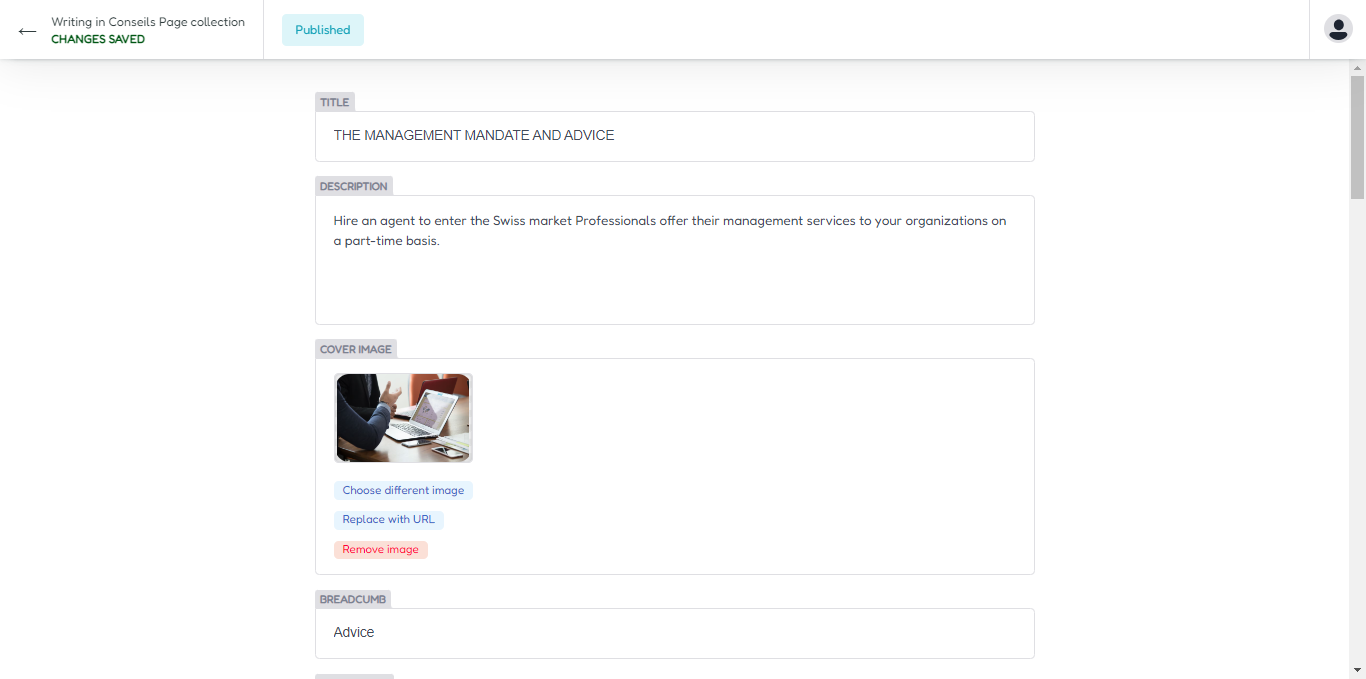 Writing in Conseils Page collection
CHANGES SAVED
Published
TITLE
THE MANAGEMENT MANDATE AND ADVICE
DESCRIPTION
Hire an agent to enter the Swiss market Professionals offer their management services to your organizations on
a part-time basis.
COVER IMAGE
Choose different image
Replace with URL
Remove image
BREADCUMB
Advice